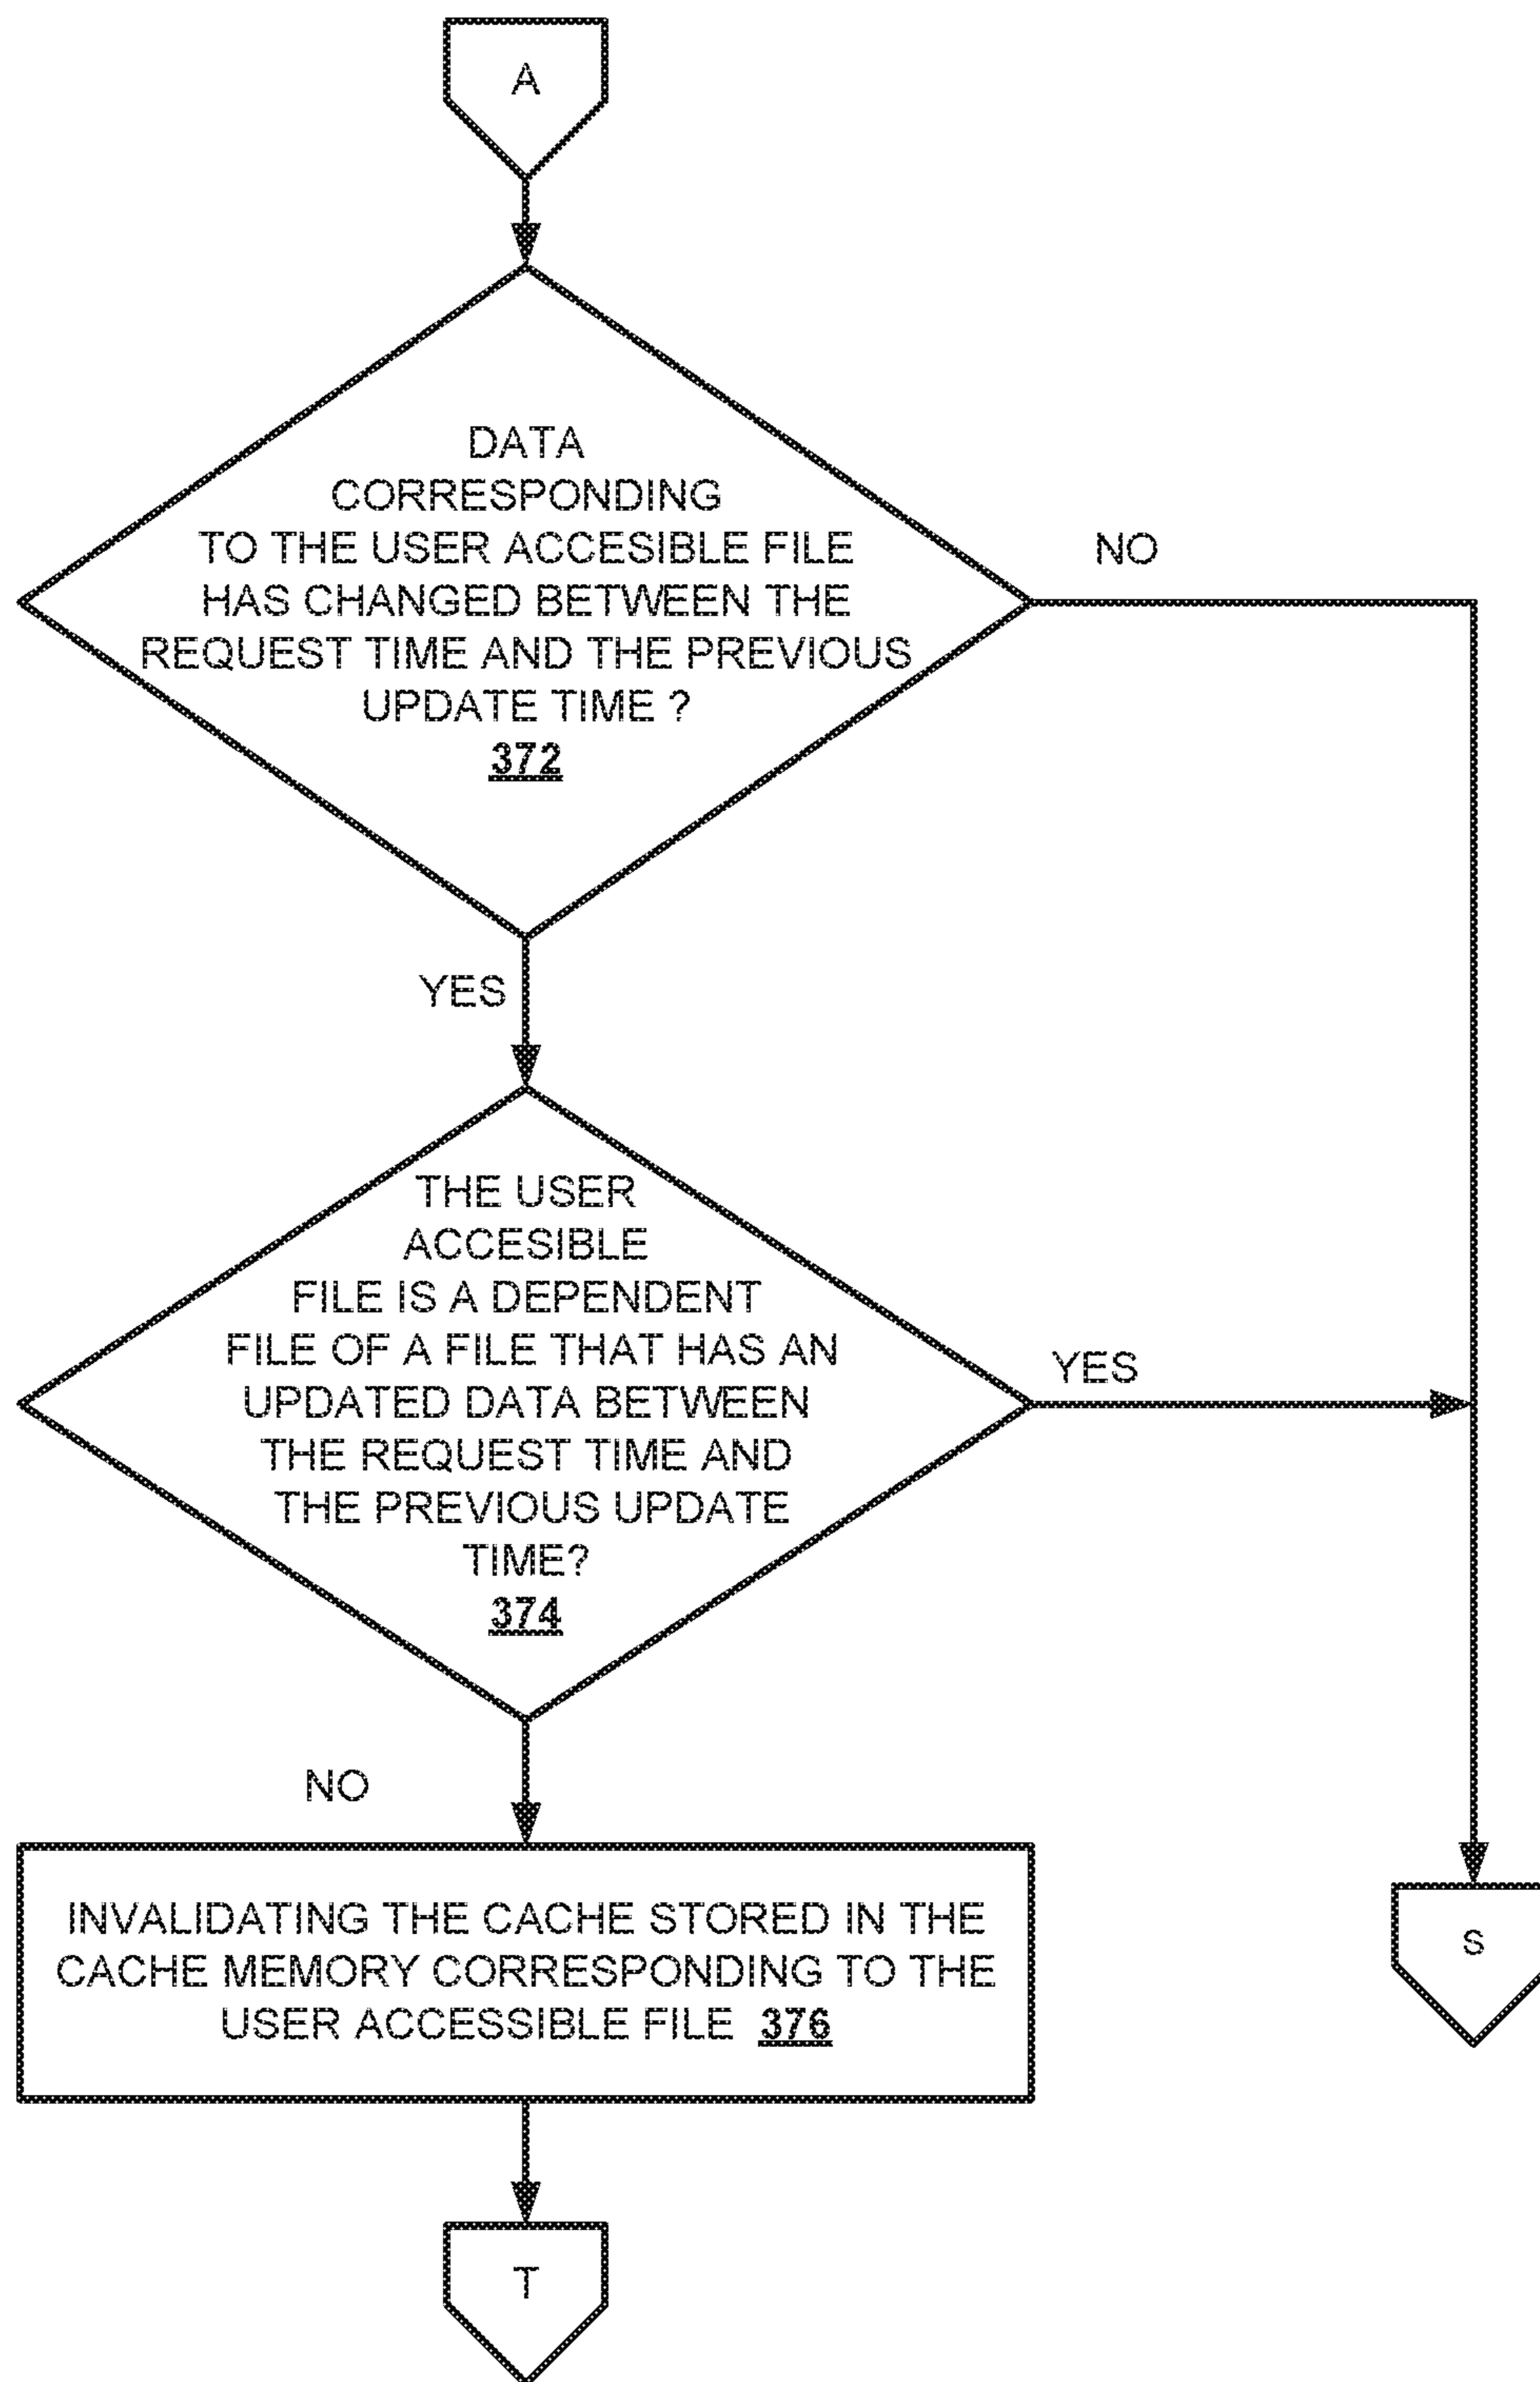 A
DATA
CORRESPONDING
TO THE USER ACCESIBLE FILE
HAS CHANGED BETWEEN THE
REQUEST TIME AND THE PREVIOUS
UPDATE TIME ?
372
NO
YES
THE USER
ACCESIBLE
FILE IS A DEPENDENT
FILE OF A FILE THAT HAS AN
UPDATED DATA BETWEEN
THE REQUEST TIME AND
THE PREVIOUS UPDATE
TIME?
374
YES
NO
INVALIDATING THE CACHE STORED IN THE
CACHE MEMORY CORRESPONDING TO THE
USER ACCESSIBLE FILE 376
S
T